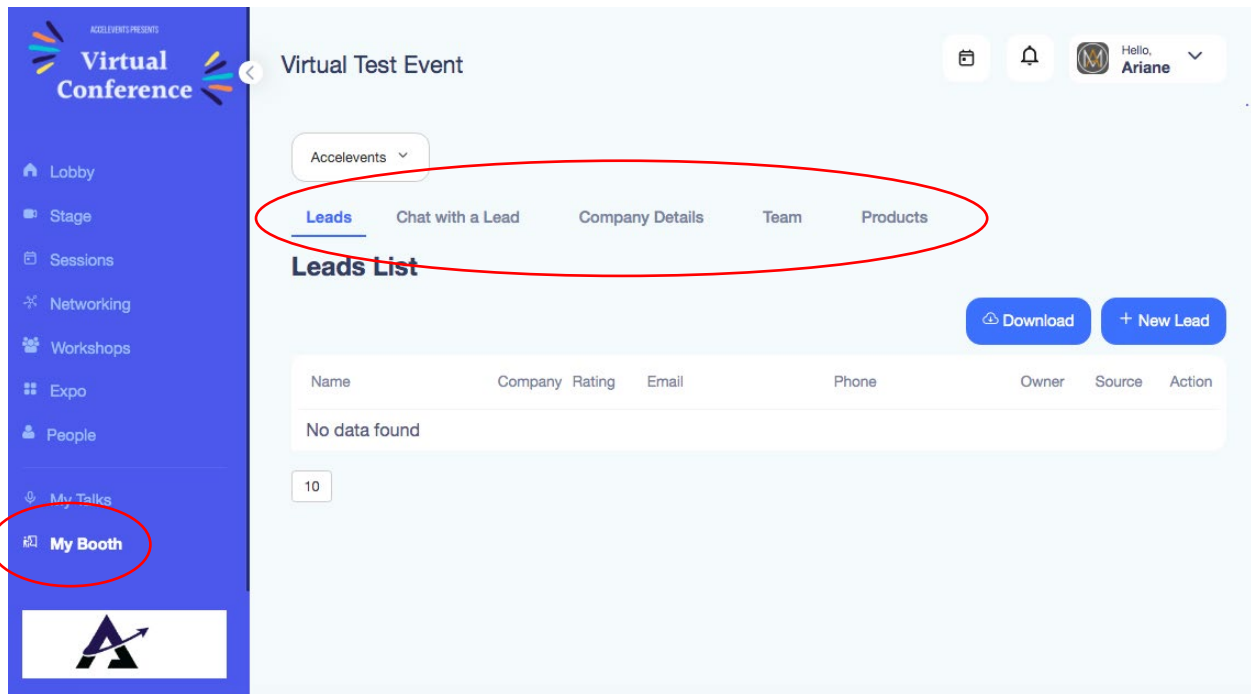 ACCELEVENTS PRESENTS
Virtual
Conference
Lobby
Stage
Sessions
Networking
Workshops
Expo
People
My Talks
My Booth
Virtual Test Event
Hello,
Ariane
Accelevents
Leads Chat with a Lead Company Details Team Products
Leads List
Download + New Lead
Name Company Rating Email Phone Owner Source Action
No data found
10